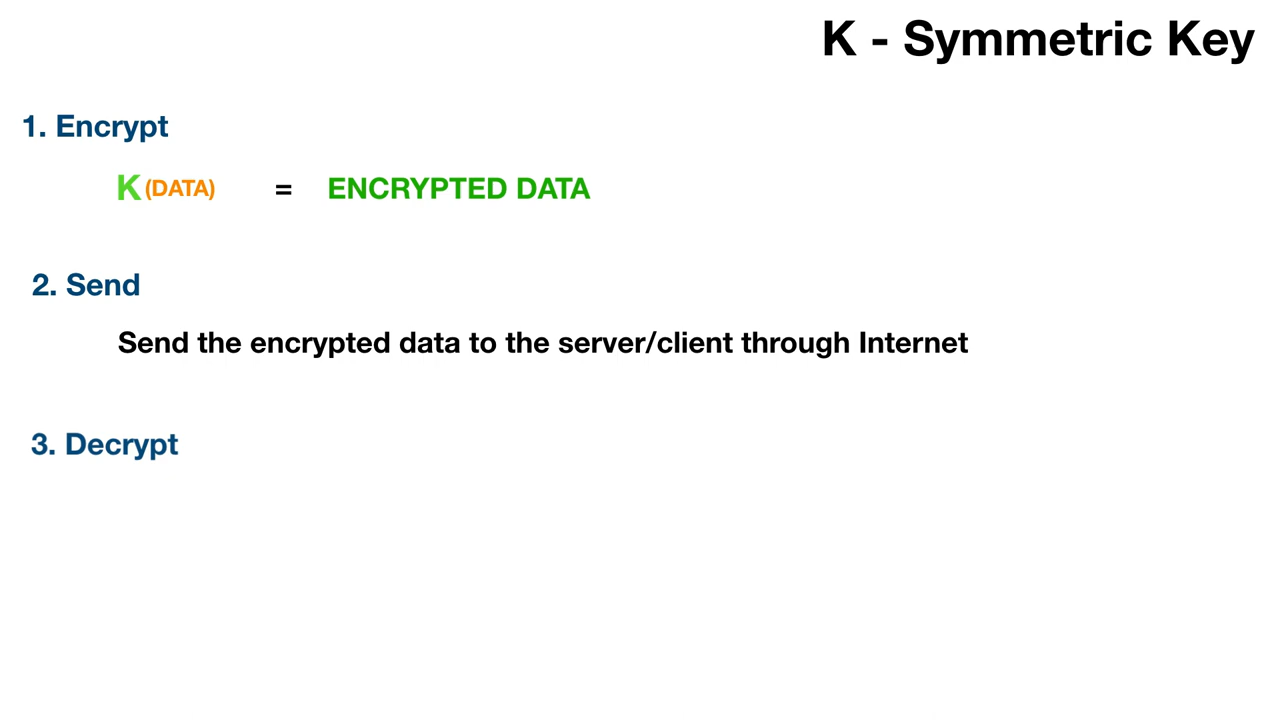 K - Symmetric Key
1. Encrypt
K (DATA) = ENCRYPTED DATA
2. Send
Send the encrypted data to the server/client through Internet
3. Decrypt